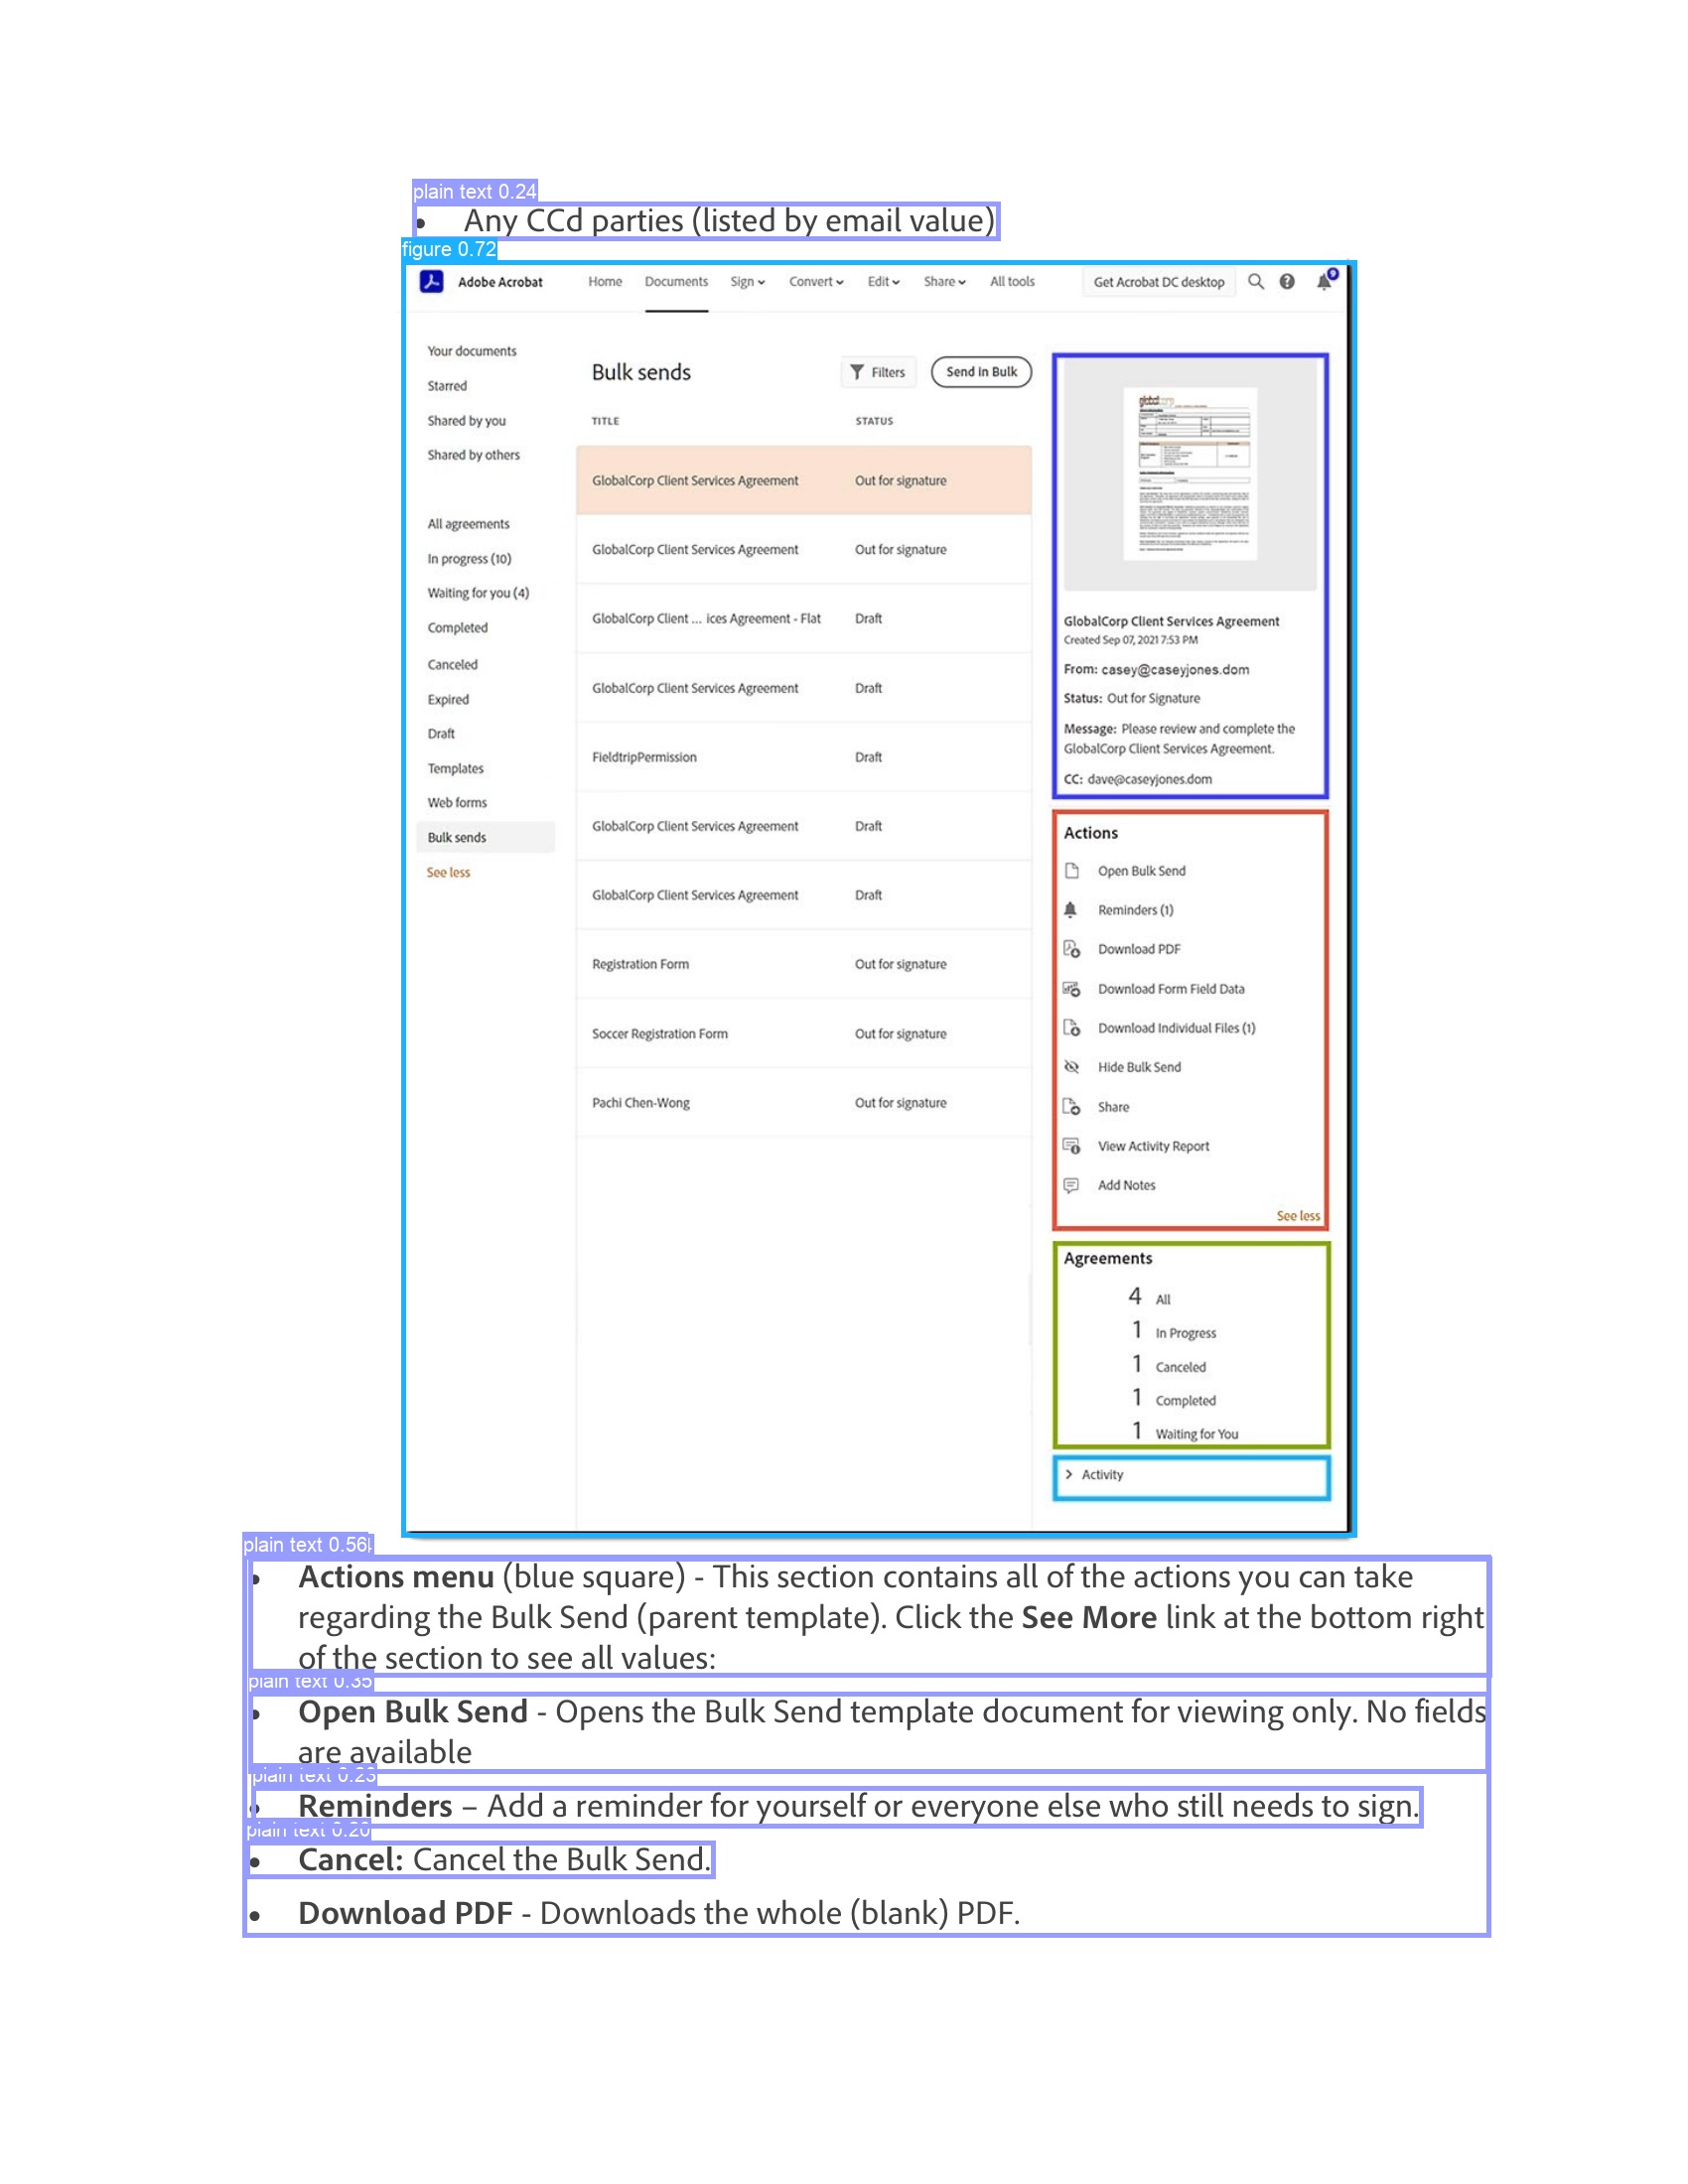 plain text 0.24
• Any CCd parties (listed by email value)
figure 0.72
Adobe Acrobat Home Documents Sign Convert Edit Share All tools Get Acrobat DC desktop 9
Your documents
Starred
Shared by you
Shared by others
All agreements
In progress (10)
Waiting for you (4)
Completed
Canceled
Expired
Draft
Templates
Web forms
Bulk sends
See less
Bulk sends Filters Send in Bulk
TITLE STATUS
GlobalCorp Client Services Agreement Out for signature
GlobalCorp Client Services Agreement Out for signature
GlobalCorp Client ... ices Agreement - Flat Draft
GlobalCorp Client Services Agreement Draft
FieldtripPermission Draft
GlobalCorp Client Services Agreement Draft
GlobalCorp Client Services Agreement Draft
Registration Form Out for signature
Soccer Registration Form Out for signature
Pachi Chen-Wong Out for signature
globalcorp
GlobalCorp Client Services Agreement
Created Sep 07, 2021 7:53 PM
From: casey@caseyjones.dom
Status: Out for Signature
Message: Please review and complete the
GlobalCorp Client Services Agreement.
CC: dave@caseyjones.dom
Actions
Open Bulk Send
Reminders (1)
Download PDF
Download Form Field Data
Download Individual Files (1)
Hide Bulk Send
Share
View Activity Report
Add Notes
See less
Agreements
4 All
1 In Progress
1 Canceled
1 Completed
1 Waiting for You
> Activity
plain text 0.56
• Actions menu (blue square) - This section contains all of the actions you can take
regarding the Bulk Send (parent template). Click the See More link at the bottom right
of the section to see all values:
plain text 0.35
• Open Bulk Send - Opens the Bulk Send template document for viewing only. No fields
are available
plain text 0.23
• Reminders – Add a reminder for yourself or everyone else who still needs to sign.
plain text 0.20
• Cancel: Cancel the Bulk Send.
• Download PDF - Downloads the whole (blank) PDF.